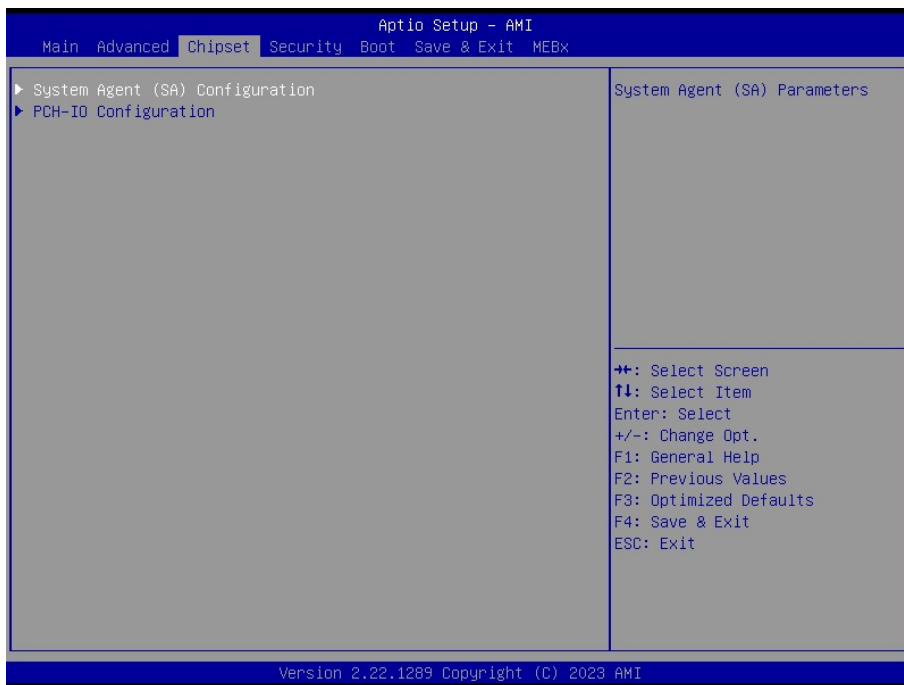 Aptio Setup - AMI
Main Advanced Chipset Security Boot Save & Exit MEBx
System Agent (SA) Configuration
PCH-IO Configuration
System Agent (SA) Parameters
→←: Select Screen
↑↓: Select Item
Enter: Select
+/-: Change Opt.
F1: General Help
F2: Previous Values
F3: Optimized Defaults
F4: Save & Exit
ESC: Exit
Version 2.22.1289 Copyright (C) 2023 AMI